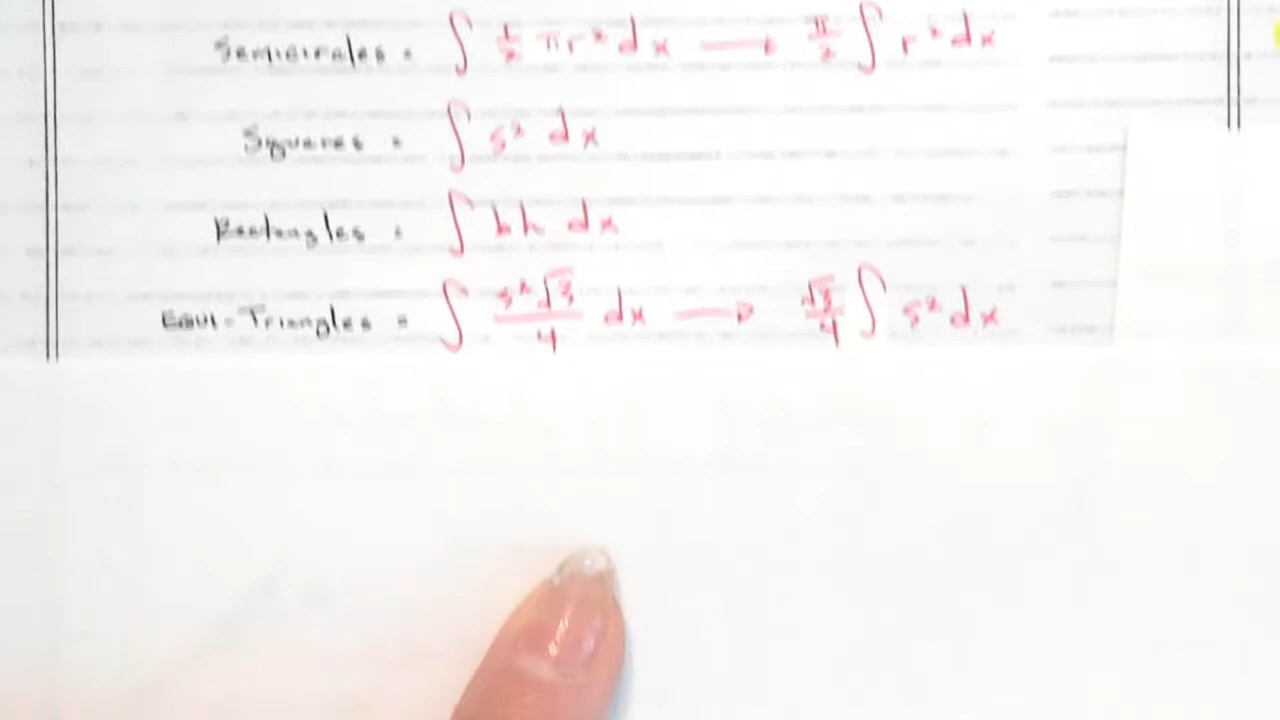 Semicircles = ∫ ½ πr² dx → π/2 ∫ r² dx
Squares = ∫ s² dx
Rectangles = ∫ bh dx
Equi-Triangles = ∫ s²√3/4 dx → √3/4 ∫ s² dx